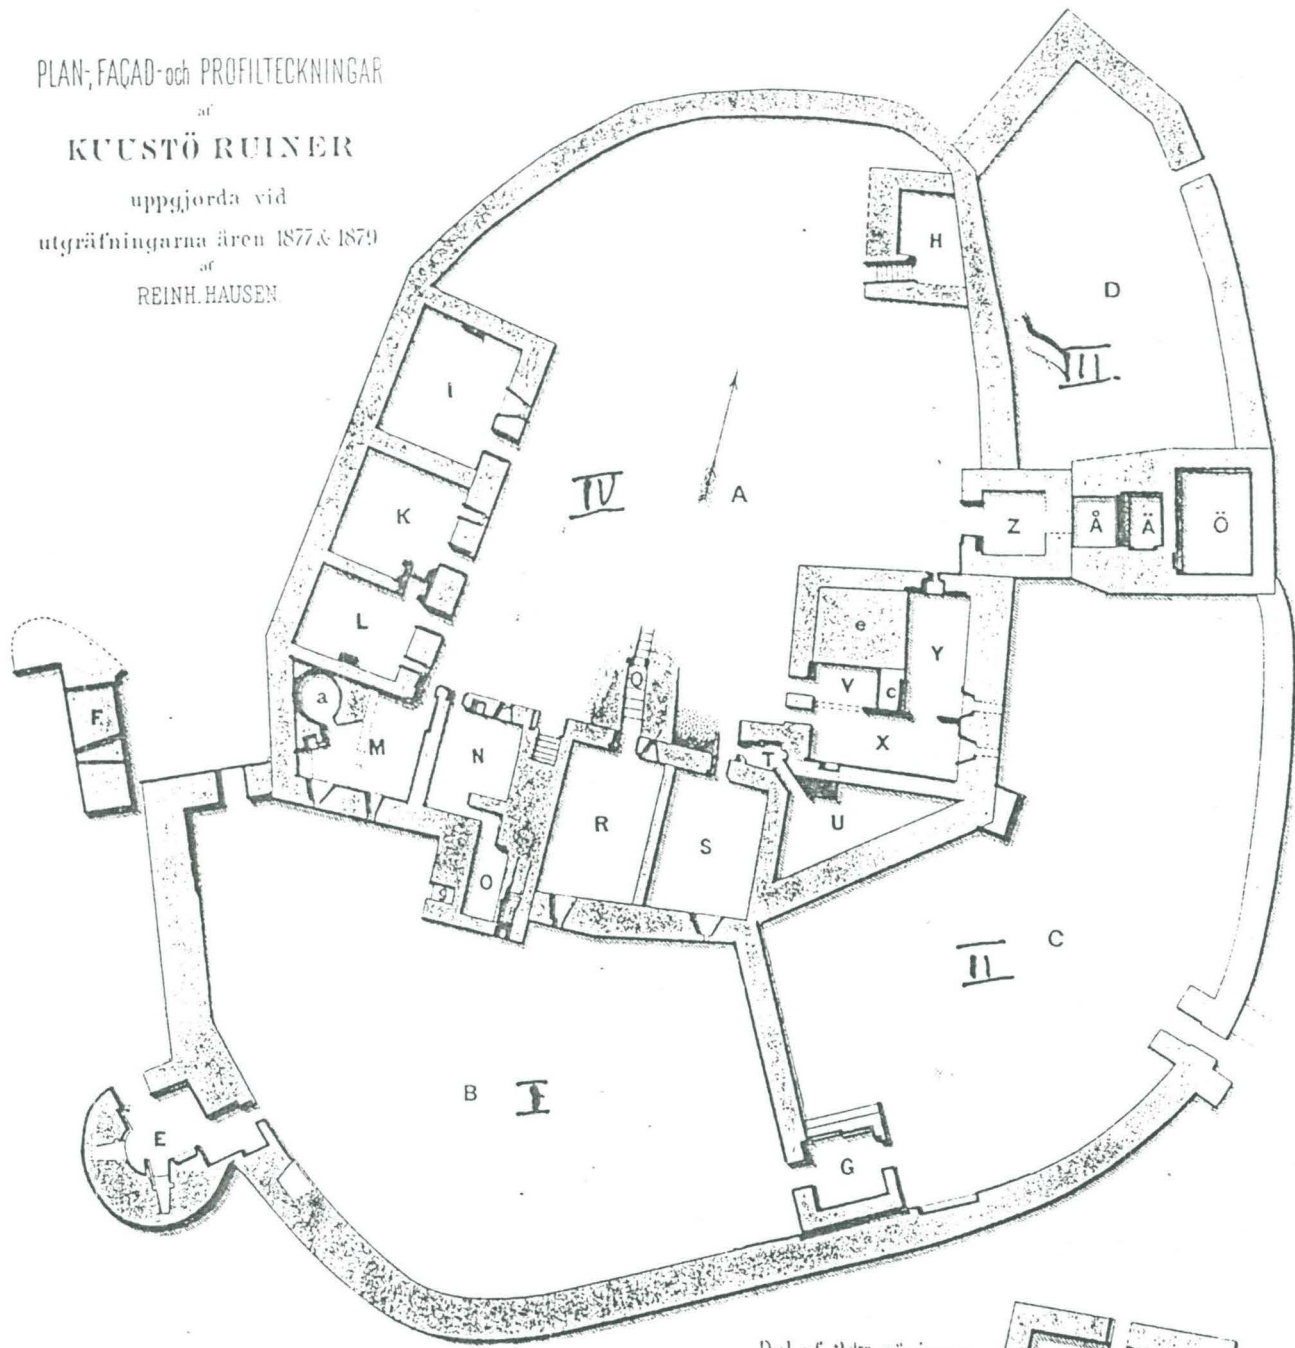 PLAN-, FAÇAD- och PROFILTECKNINGAR
af
KUUSTÖ RUINER
uppgjorda vid
utgräfningarna åren 1877 & 1879
af
REINH. HAUSEN.
H
D
I
III.
IV
A
K
Z Å Ä Ö
L
e
Y
F.
a
Q
V c
M
N
T
X
R
S
U
O
C
II
B I
E
G